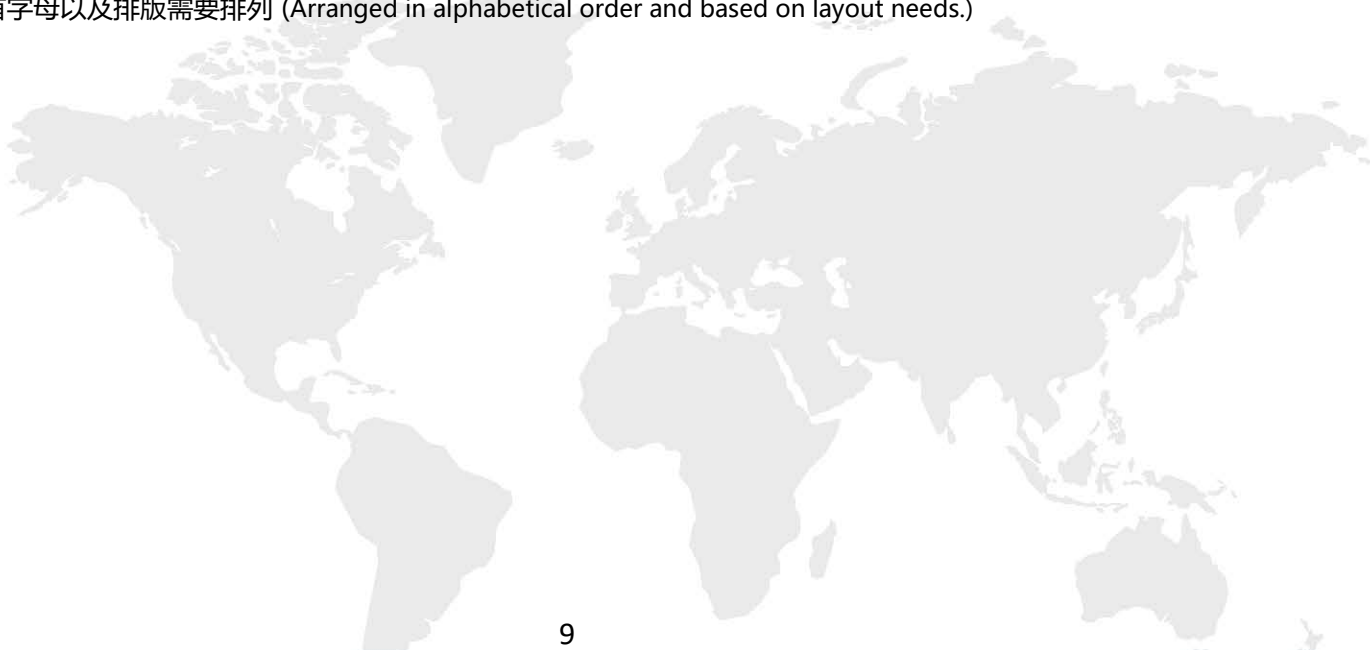 字母以及排版需要排列 (Arranged in alphabetical order and based on layout needs.)
9